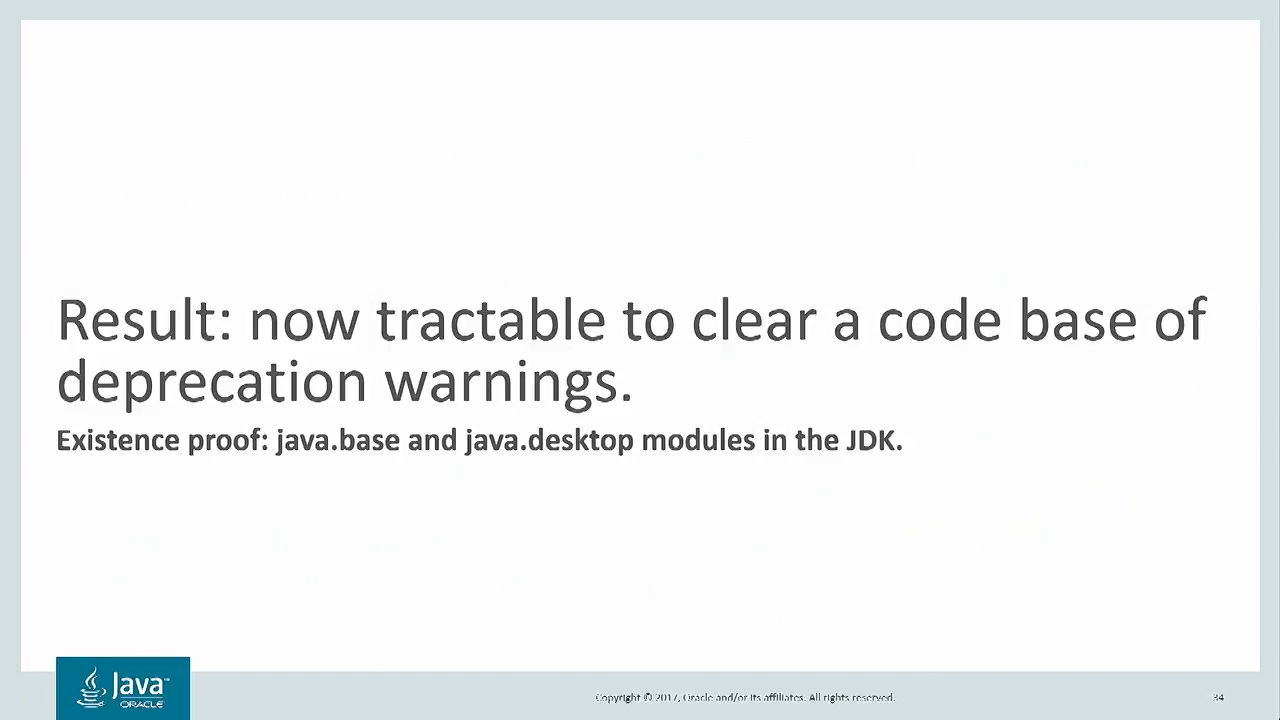 Result: now tractable to clear a code base of
deprecation warnings.
Existence proof: java.base and java.desktop modules in the JDK.
Java™
ORACLE
Copyright © 2017, Oracle and/or its affiliates. All rights reserved.
34